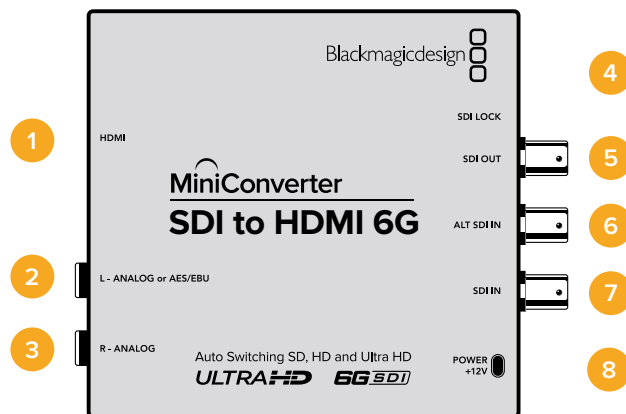 Blackmagicdesign
4
SDI LOCK
1
HDMI
SDI OUT
5
MiniConverter
SDI to HDMI 6G
ALT SDI IN
6
2
L - ANALOG or AES/EBU
SDI IN
7
3
R - ANALOG
Auto Switching SD, HD and Ultra HD
POWER
+12V
8
ULTRA HD 6G SDI